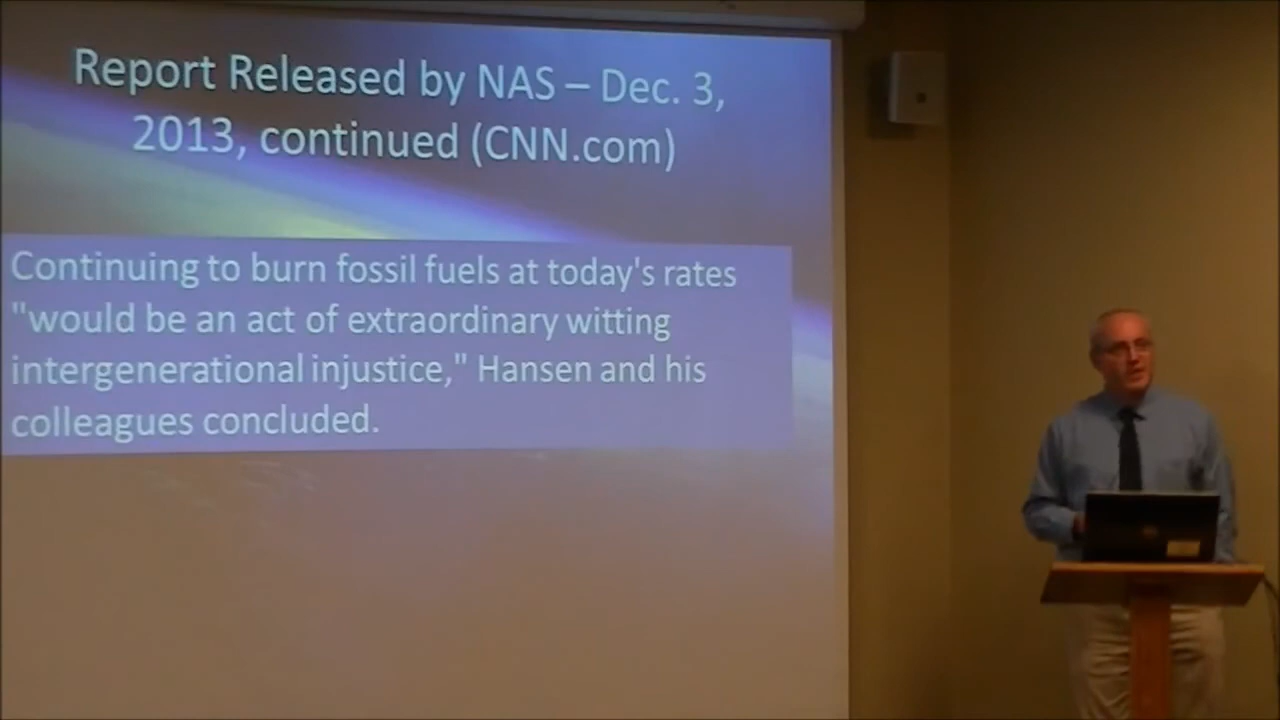 Report Released by NAS – Dec. 3,
2013, continued (CNN.com)
Continuing to burn fossil fuels at today's rates
"would be an act of extraordinary witting
intergenerational injustice," Hansen and his
colleagues concluded.